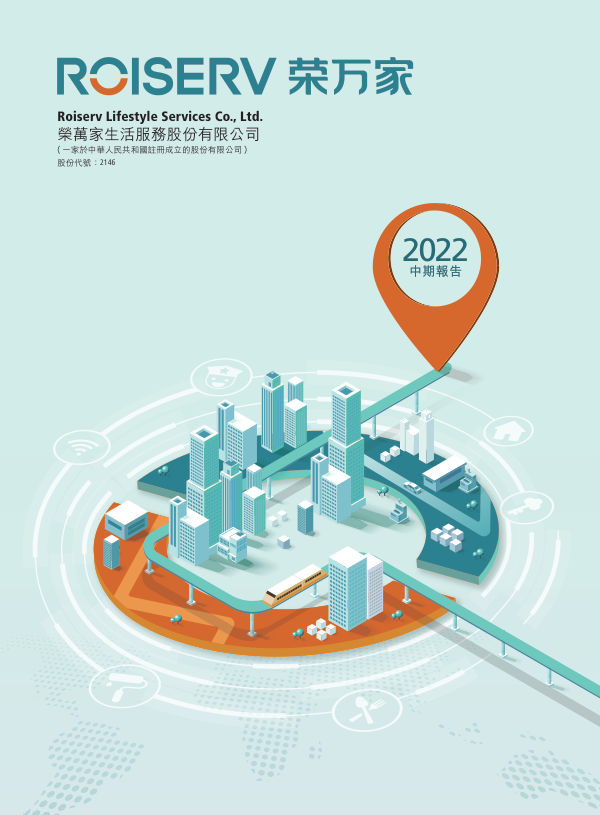 ROISERV 荣万家
Roiserv Lifestyle Services Co., Ltd.
榮萬家生活服務股份有限公司
(一家於中華人民共和國註冊成立的股份有限公司)
股份代號：2146
2022
中期報告